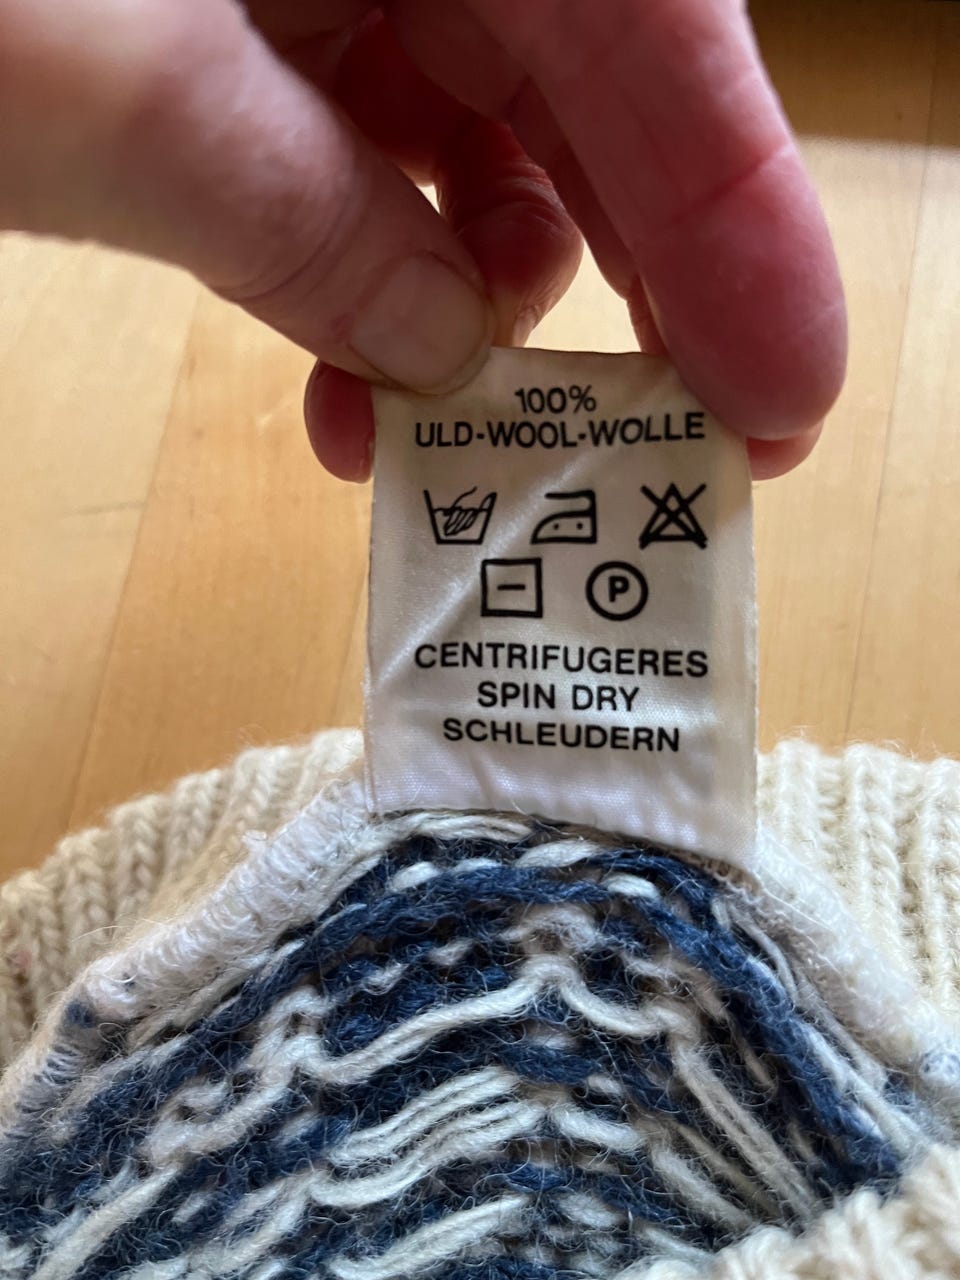 100%
ULD-WOOL-WOLLE
P
CENTRIFUGERES
SPIN DRY
SCHLEUDERN